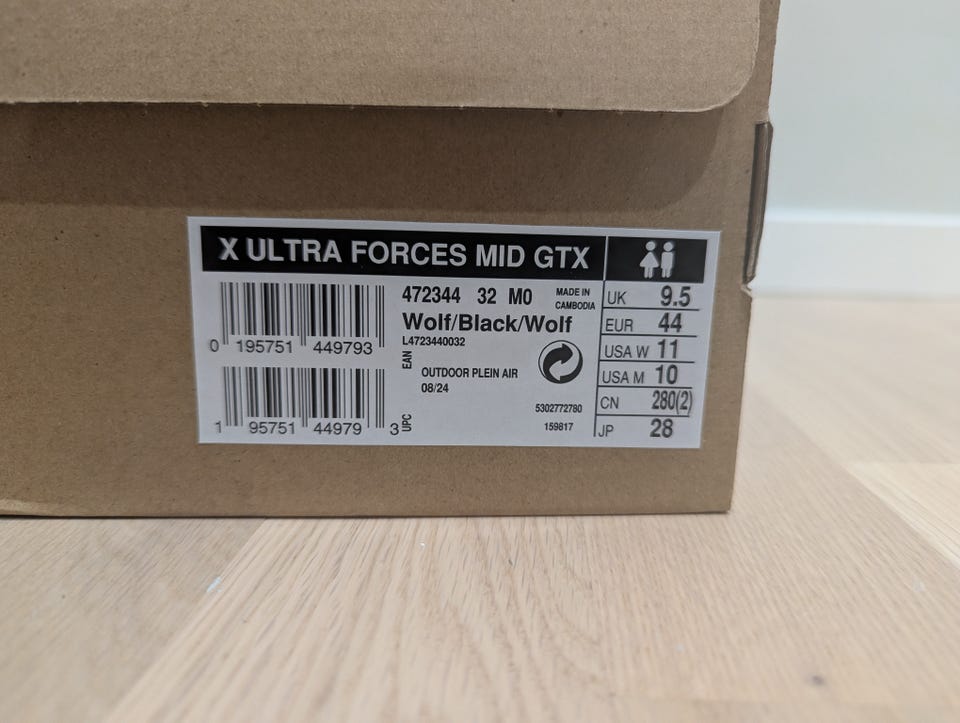 X ULTRA FORCES MID GTX
472344 32 M0
MADE IN
CAMBODIA
Wolf/Black/Wolf
L4723440032
0 195751 449793
EAN
OUTDOOR PLEIN AIR
08/24
5302772780
159817
1 95751 44979 3
UPC
UK 9.5
EUR 44
USA W 11
USA M 10
CN 280(2)
JP 28